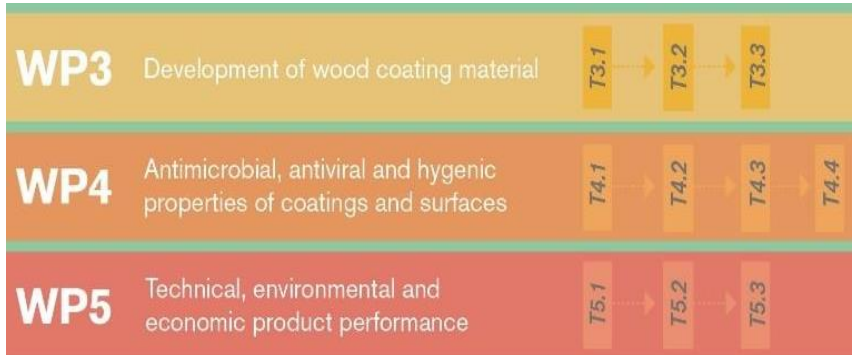 WP3
Development of wood coating material
T3.1
T3.2
T3.3
WP4
Antimicrobial, antiviral and hygenic
properties of coatings and surfaces
T4.1
T4.2
T4.3
T4.4
WP5
Technical, environmental and
economic product performance
T5.1
T5.2
T5.3